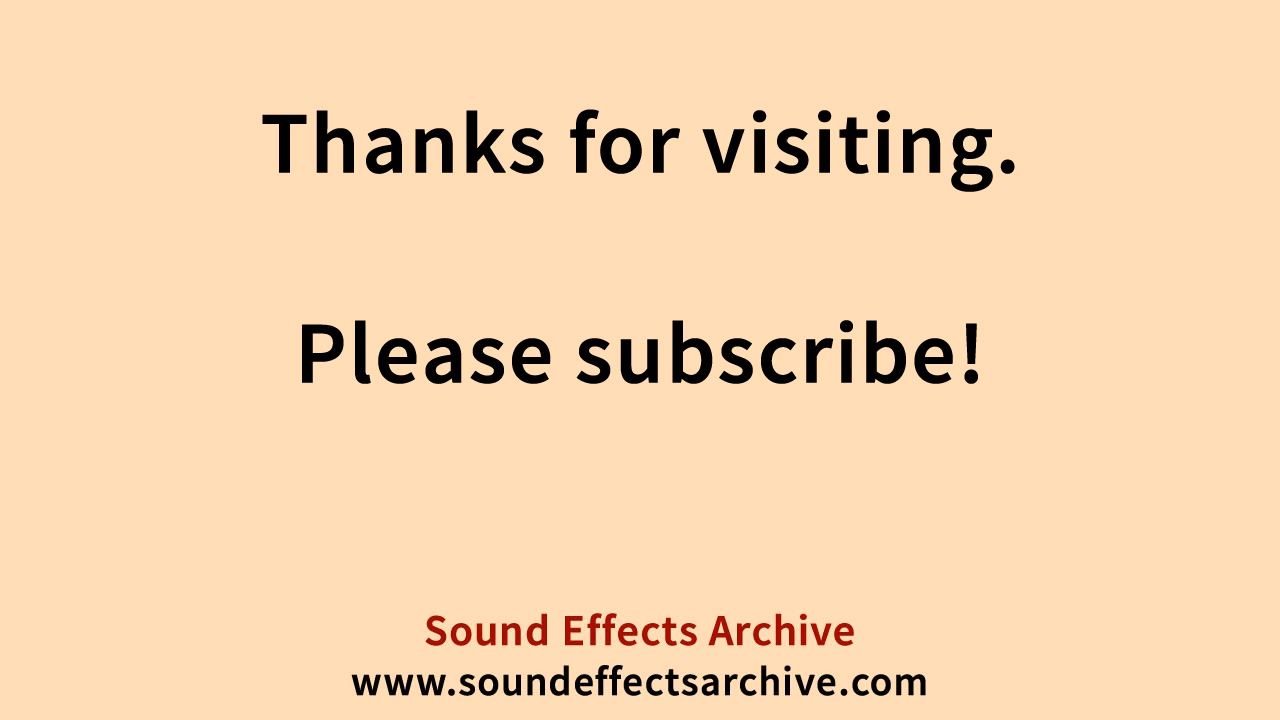 Thanks for visiting.
Please subscribe!
Sound Effects Archive
www.soundeffectsarchive.com